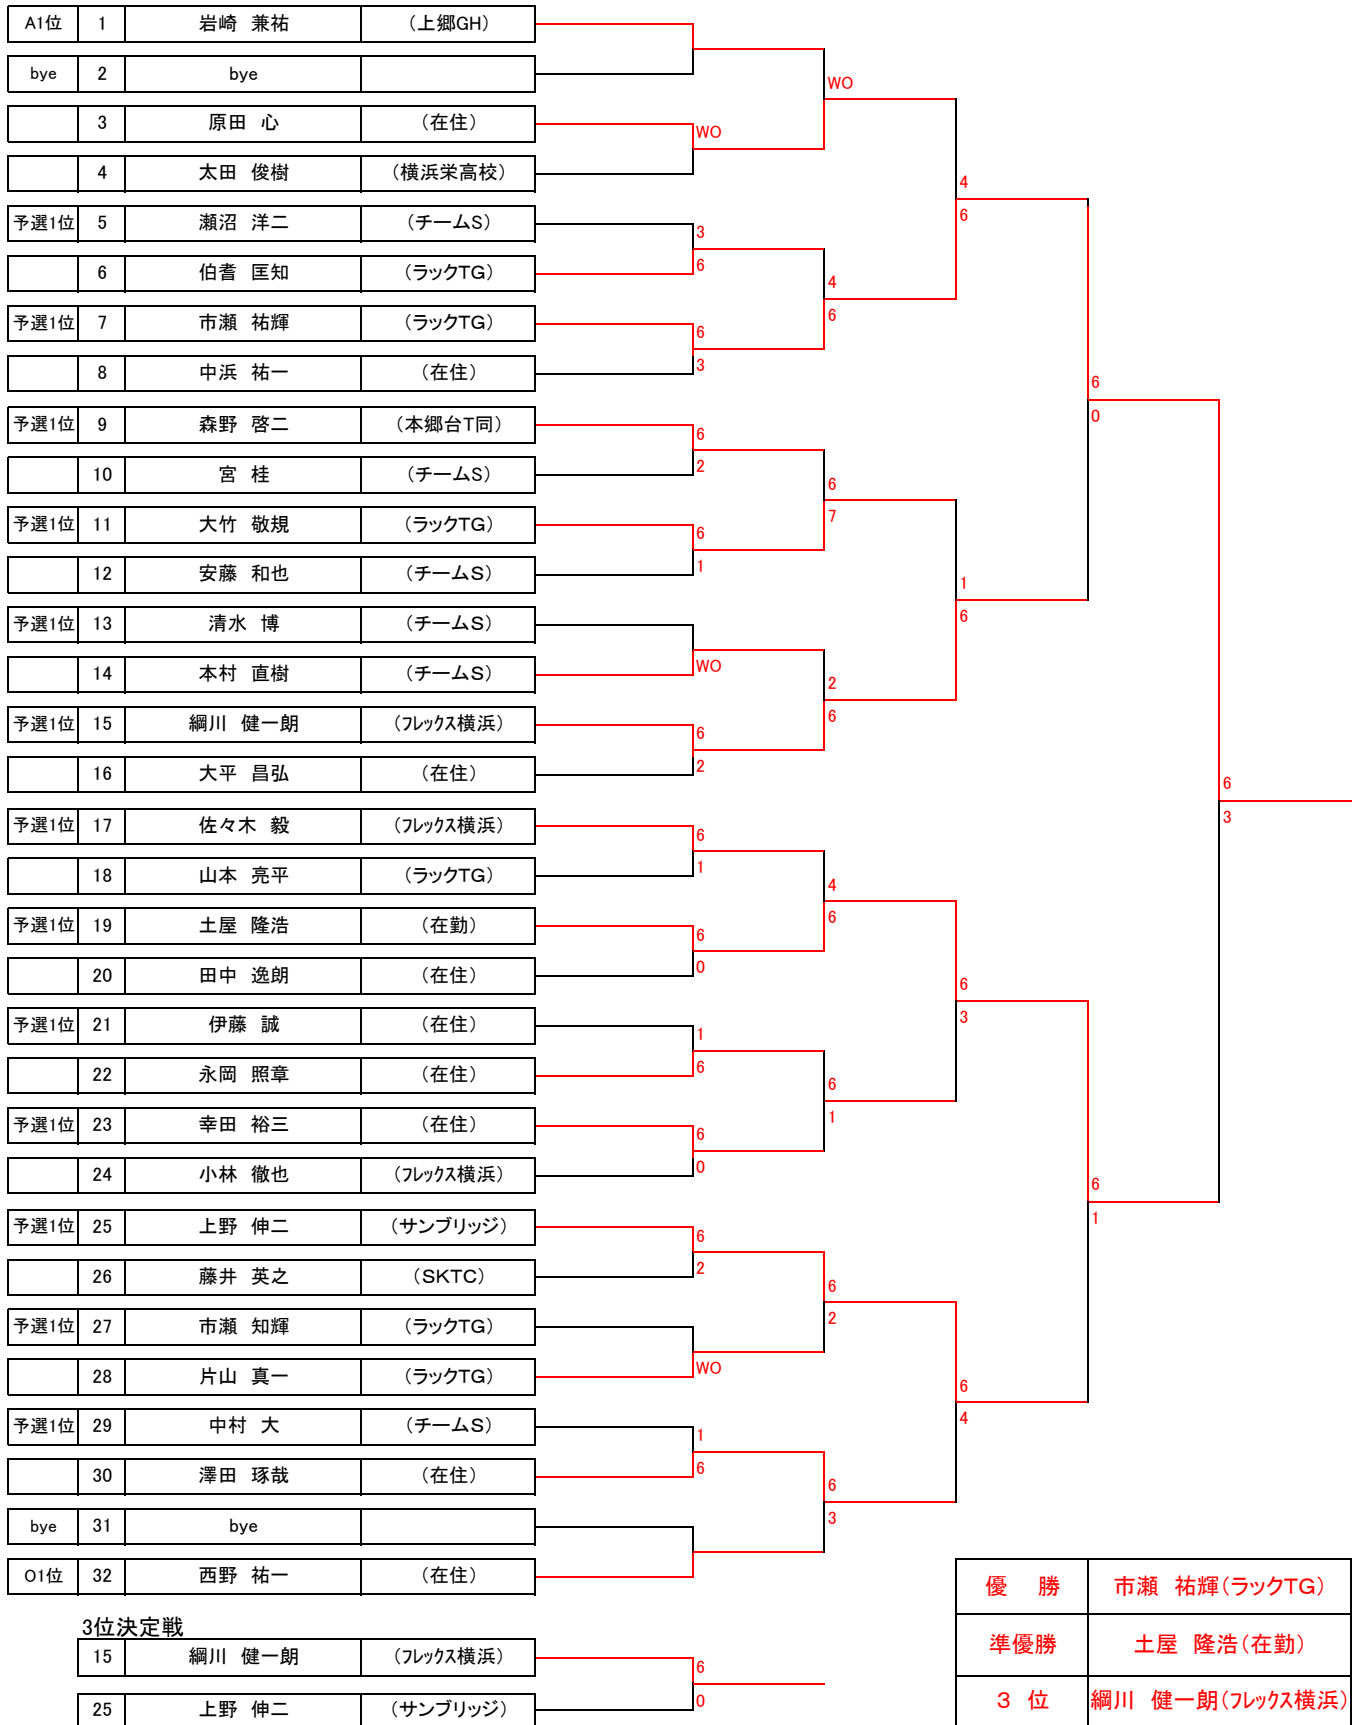 A1位 1 岩崎 兼祐 (上郷GH)
bye 2 bye
WO
3 原田 心 (在住)
WO
4 太田 俊樹 (横浜栄高校)
4
予選1位 5 瀬沼 洋二 (チームS)
6
3
6 伯耆 匡知 (ラックTG)
6
4
予選1位 7 市瀬 祐輝 (ラックTG)
6
6
8 中浜 祐一 (在住)
3
6
予選1位 9 森野 啓二 (本郷台T同)
0
6
10 宮 桂 (チームS)
2
6
予選1位 11 大竹 敬規 (ラックTG)
7
6
12 安藤 和也 (チームS)
1
1
予選1位 13 清水 博 (チームS)
6
14 本村 直樹 (チームS)
WO
2
予選1位 15 綱川 健一朗 (フレックス横浜)
6
6
16 大平 昌弘 (在住)
2
6
予選1位 17 佐々木 毅 (フレックス横浜)
3
6
18 山本 亮平 (ラックTG)
1
4
予選1位 19 土屋 隆浩 (在勤)
6
6
20 田中 逸朗 (在住)
0
6
予選1位 21 伊藤 誠 (在住)
3
1
22 永岡 照章 (在住)
6
6
予選1位 23 幸田 裕三 (在住)
1
6
24 小林 徹也 (フレックス横浜)
0
6
予選1位 25 上野 伸二 (サンブリッジ)
1
6
26 藤井 英之 (SKTC)
2
6
予選1位 27 市瀬 知輝 (ラックTG)
2
28 片山 真一 (ラックTG)
WO
6
予選1位 29 中村 大 (チームS)
4
1
30 澤田 琢哉 (在住)
6
6
bye 31 bye
3
O1位 32 西野 祐一 (在住)
優 勝 市瀬 祐輝(ラックTG)
3位決定戦
準優勝 土屋 隆浩(在勤)
15 綱川 健一朗 (フレックス横浜)
6
3 位 綱川 健一朗(フレックス横浜)
25 上野 伸二 (サンブリッジ)
0